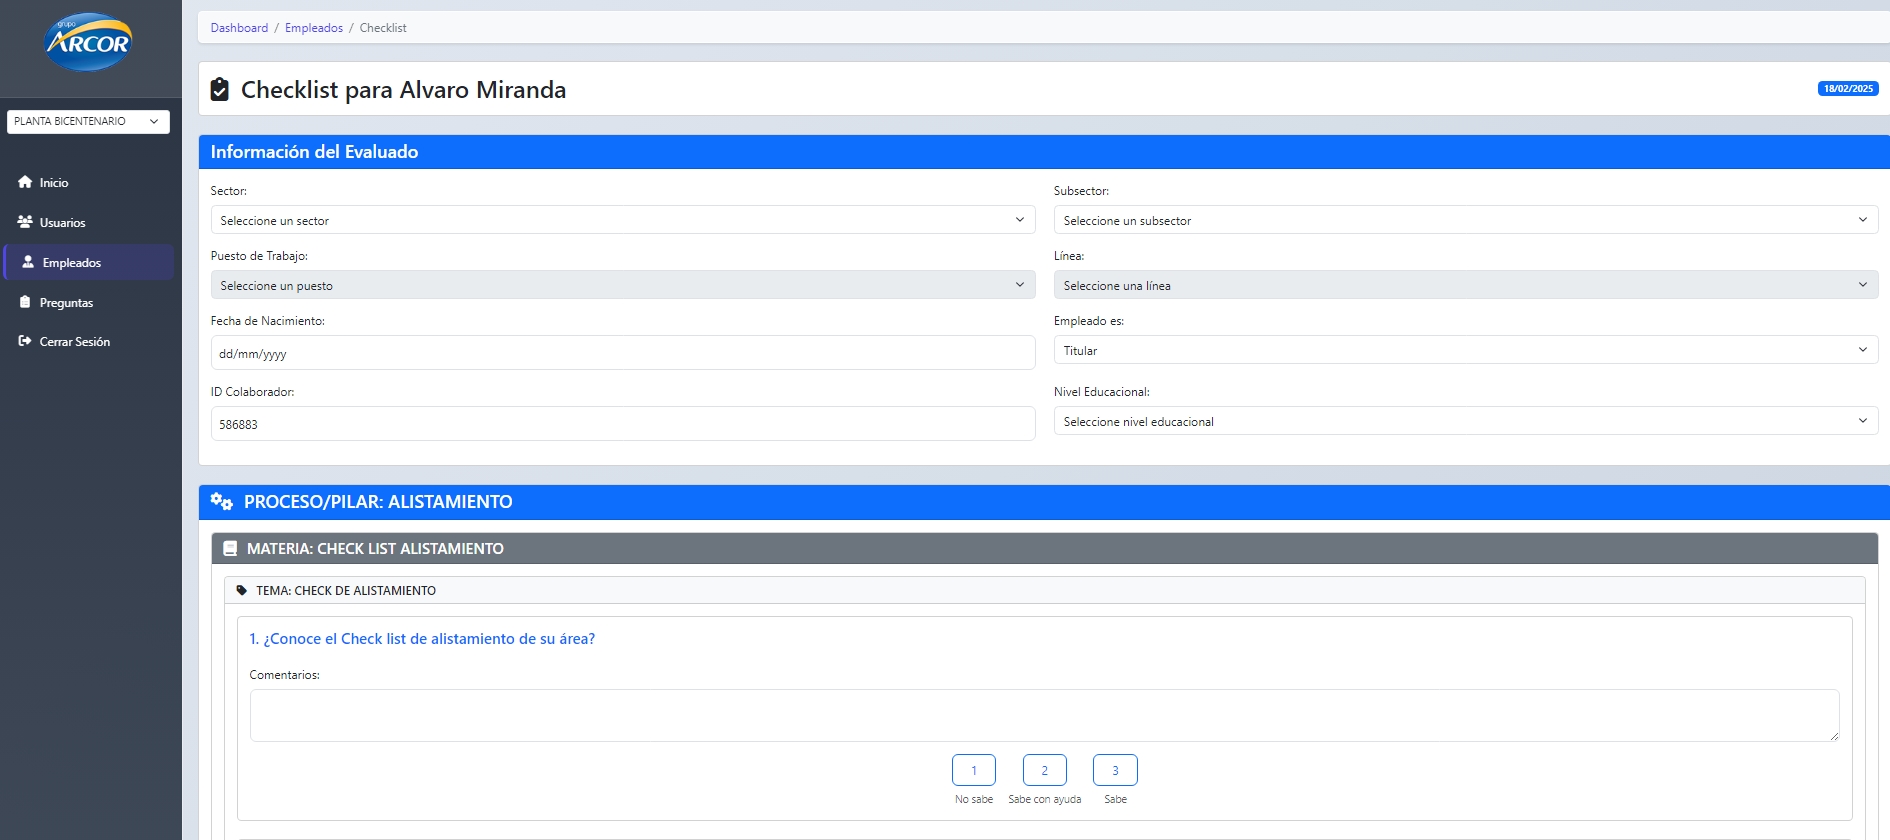 grupo
ARCOR
PLANTA BICENTENARIO
Inicio
Usuarios
Empleados
Preguntas
Cerrar Sesión
Dashboard / Empleados / Checklist
Checklist para Alvaro Miranda
18/02/2025
Información del Evaluado
Sector:
Seleccione un sector
Subsector:
Seleccione un subsector
Puesto de Trabajo:
Seleccione un puesto
Línea:
Seleccione una línea
Fecha de Nacimiento:
dd/mm/yyyy
Empleado es:
Titular
ID Colaborador:
586883
Nivel Educacional:
Seleccione nivel educacional
PROCESO/PILAR: ALISTAMIENTO
MATERIA: CHECK LIST ALISTAMIENTO
TEMA: CHECK DE ALISTAMIENTO
1. ¿Conoce el Check list de alistamiento de su área?
Comentarios:
1 2 3
No sabe Sabe con ayuda Sabe